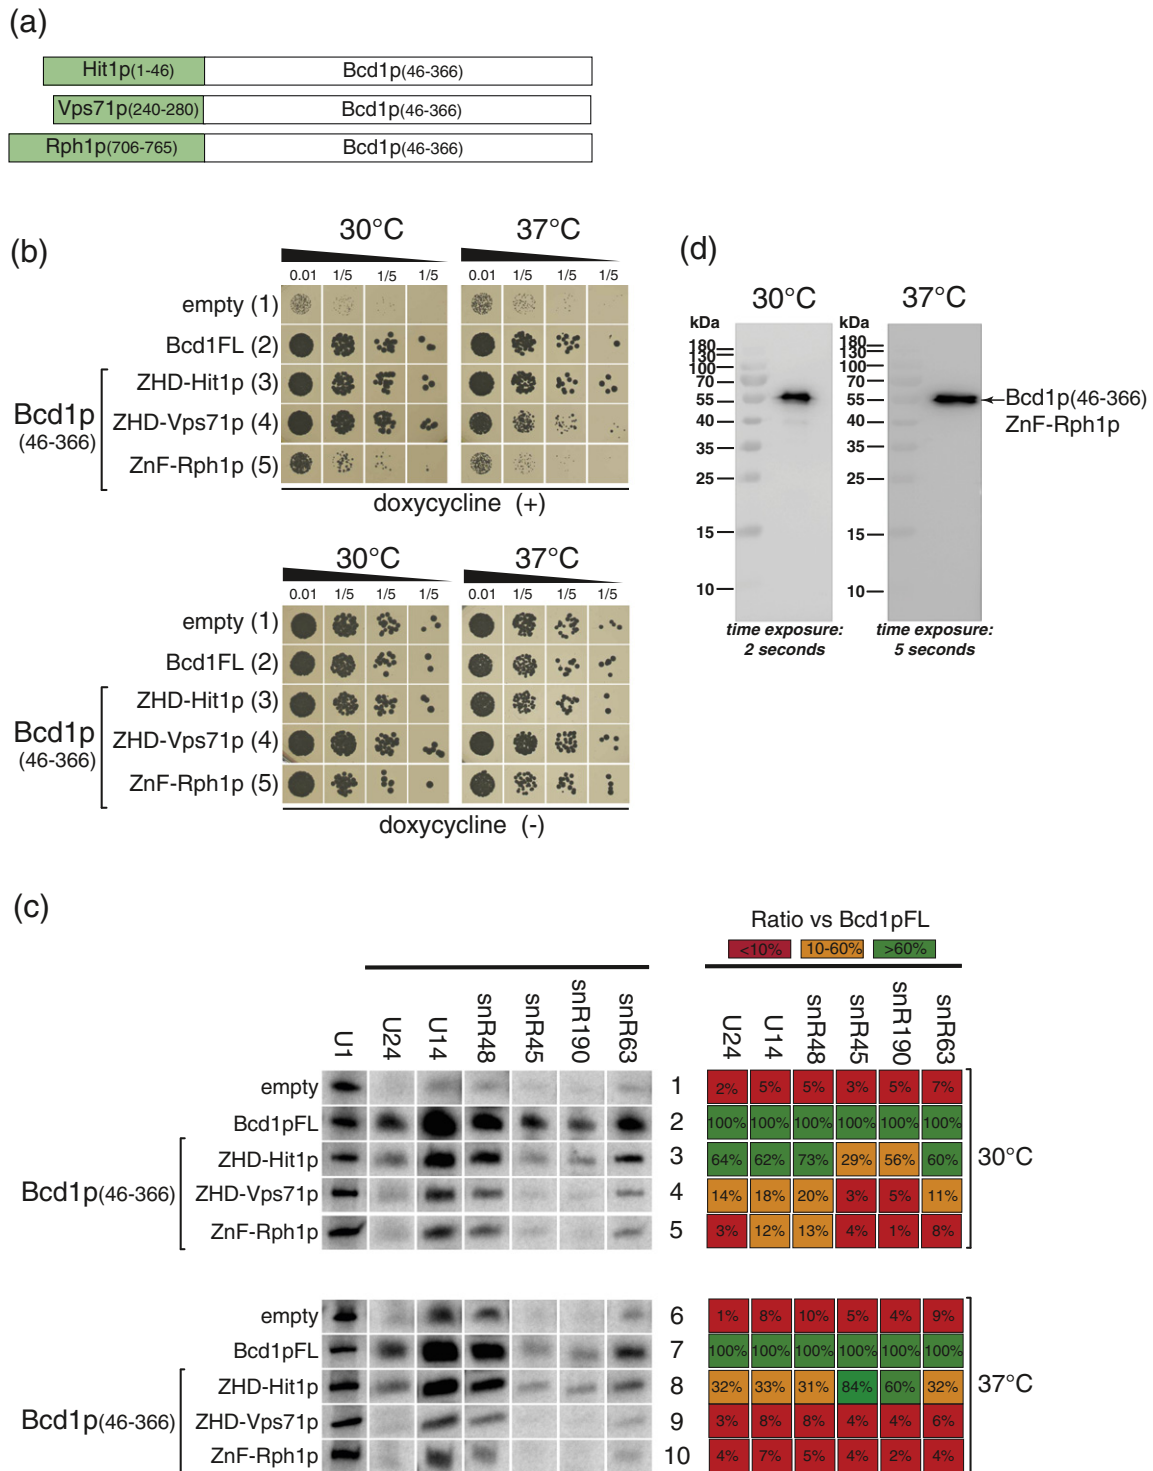 (a)
Hit1p(1-46) Bcd1p(46-366)
Vps71p(240-280) Bcd1p(46-366)
Rph1p(706-765) Bcd1p(46-366)
(b)
30°C 37°C
0.01 1/5 1/5 1/5 0.01 1/5 1/5 1/5
empty (1)
Bcd1FL (2)
ZHD-Hit1p (3)
ZHD-Vps71p (4)
ZnF-Rph1p (5)
Bcd1p
(46-366)
doxycycline (+)
30°C 37°C
0.01 1/5 1/5 1/5 0.01 1/5 1/5 1/5
empty (1)
Bcd1FL (2)
ZHD-Hit1p (3)
ZHD-Vps71p (4)
ZnF-Rph1p (5)
Bcd1p
(46-366)
doxycycline (-)
(d)
30°C 37°C
kDa kDa
180 180
130 130
100 100
70 70
55 55
40 40
35 35
25 25
15 15
10 10
Bcd1p(46-366)
ZnF-Rph1p
time exposure: time exposure:
2 seconds 5 seconds
(c)
Ratio vs Bcd1pFL
<10% 10-60% >60%
U1 U24 U14 snR48 snR45 snR190 snR63 U24 U14 snR48 snR45 snR190 snR63
empty 1 2% 5% 5% 3% 5% 7%
Bcd1pFL 2 100% 100% 100% 100% 100% 100%
ZHD-Hit1p 3 64% 62% 73% 29% 56% 60% 30°C
Bcd1p(46-366) ZHD-Vps71p 4 14% 18% 20% 3% 5% 11%
ZnF-Rph1p 5 3% 12% 13% 4% 1% 8%
empty 6 1% 8% 10% 5% 4% 9%
Bcd1pFL 7 100% 100% 100% 100% 100% 100%
ZHD-Hit1p 8 32% 33% 31% 84% 60% 32% 37°C
Bcd1p(46-366) ZHD-Vps71p 9 3% 8% 8% 4% 4% 6%
ZnF-Rph1p 10 4% 7% 5% 4% 2% 4%